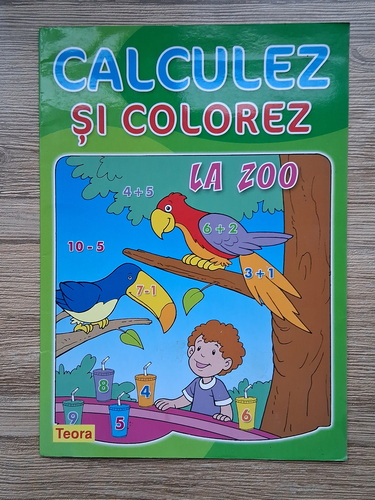 CALCULEZ
ȘI COLOREZ
LA ZOO
4 + 5
6 + 2
10 - 5
3 + 1
7-1
8
4
9
5
6
Teora